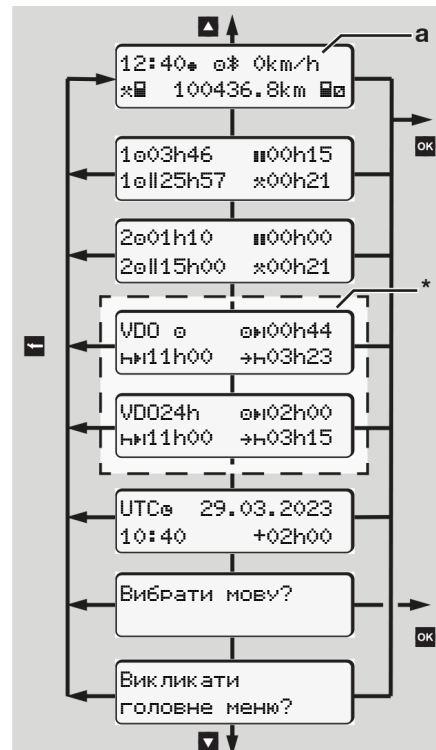 a
12:40● ⊙ᛒ 0km/h
100436.8km
OK
1⊙03h46 00h15
1⊙||25h57 00h21
2⊙01h10 00h00
2⊙||15h00 00h21
*
VDO ⊙ ⊙00h44
11h00 03h23
VDO24h ⊙02h00
11h00 03h15
UTC 29.03.2023
10:40 +02h00
Вибрати мову?
OK
Викликати
головне меню?